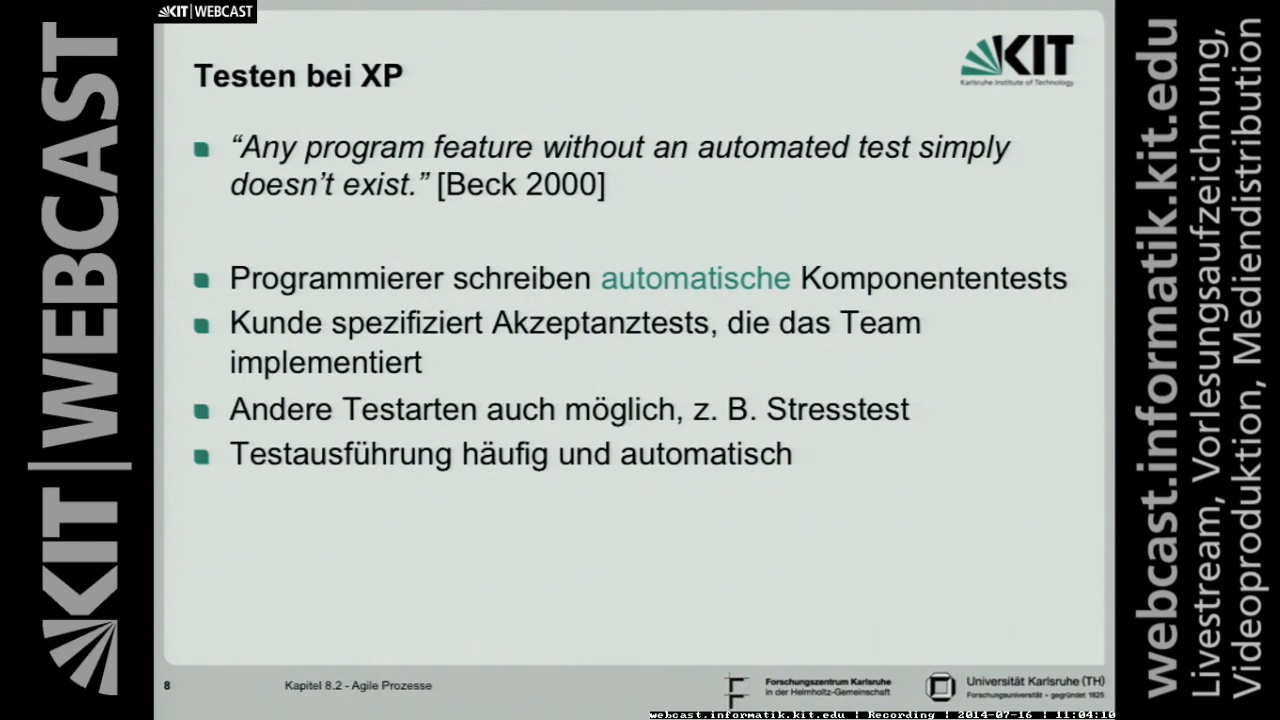 KIT | WEBCAST
KIT | WEBCAST
KIT
Karlsruhe Institute of Technology
Testen bei XP
“Any program feature without an automated test simply
doesn’t exist.” [Beck 2000]
Programmierer schreiben automatische Komponententests
Kunde spezifiziert Akzeptanztests, die das Team
implementiert
Andere Testarten auch möglich, z. B. Stresstest
Testausführung häufig und automatisch
8
Kapitel 8.2 - Agile Prozesse
Forschungszentrum Karlsruhe
in der Helmholtz-Gemeinschaft
Universität Karlsruhe (TH)
Forschungsuniversität - gegründet 1825
webcast.informatik.kit.edu | Recording | 2014-07-16 | 11:04:10
webcast.informatik.kit.edu
Livestream, Vorlesungsaufzeichnung,
Videoproduktion, Mediendistribution